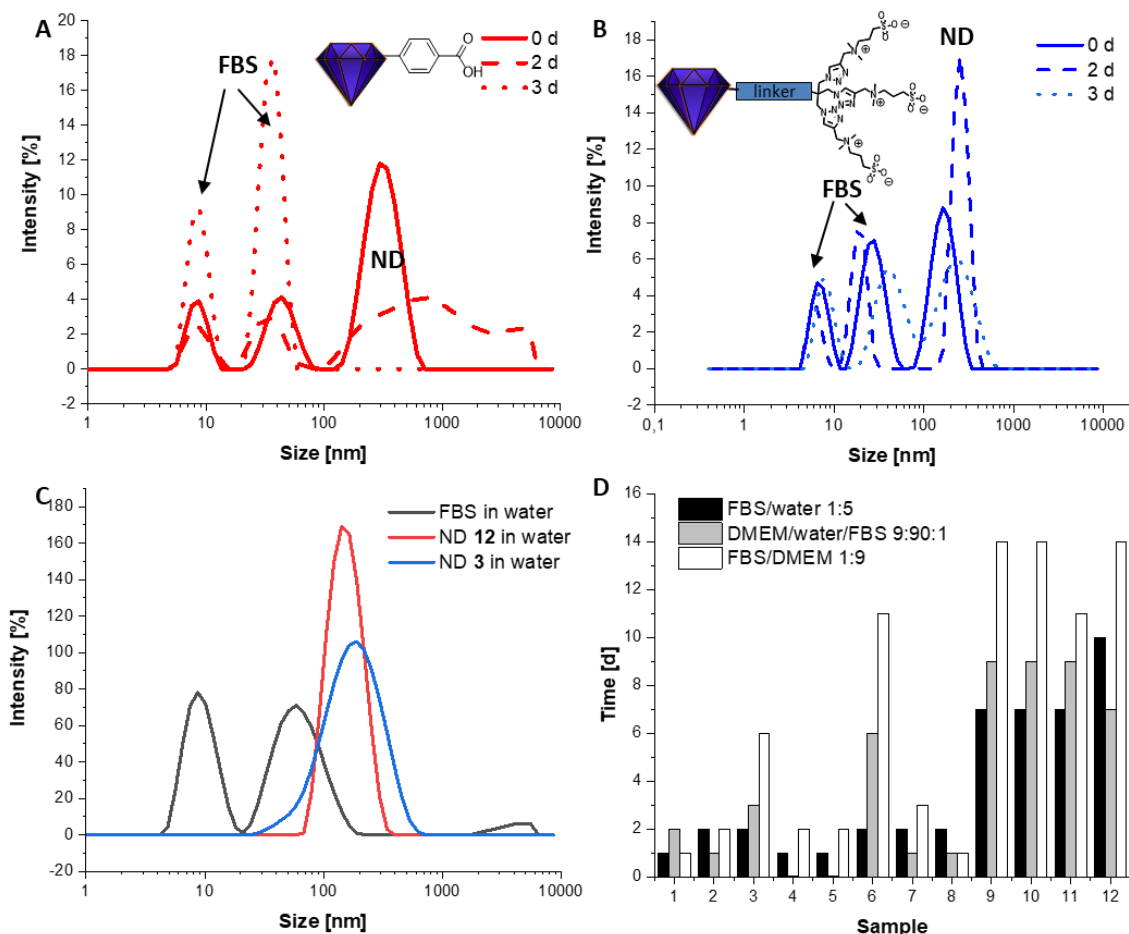 A
FBS
ND
O
OH
0 d
2 d
3 d
20
18
16
14
12
10
8
6
4
2
0
-2
Intensity [%]
1
10
100
1000
10000
Size [nm]
B
ND
FBS
linker
0 d
2 d
3 d
18
16
14
12
10
8
6
4
2
0
-2
Intensity [%]
0,1
1
10
100
1000
10000
Size [nm]
C
FBS in water
ND 12 in water
ND 3 in water
180
160
140
120
100
80
60
40
20
0
-20
Intensity [%]
1
10
100
1000
10000
Size [nm]
D
FBS/water 1:5
DMEM/water/FBS 9:90:1
FBS/DMEM 1:9
16
14
12
10
8
6
4
2
0
Time [d]
1 2 3 4 5 6 7 8 9 10 11 12
Sample